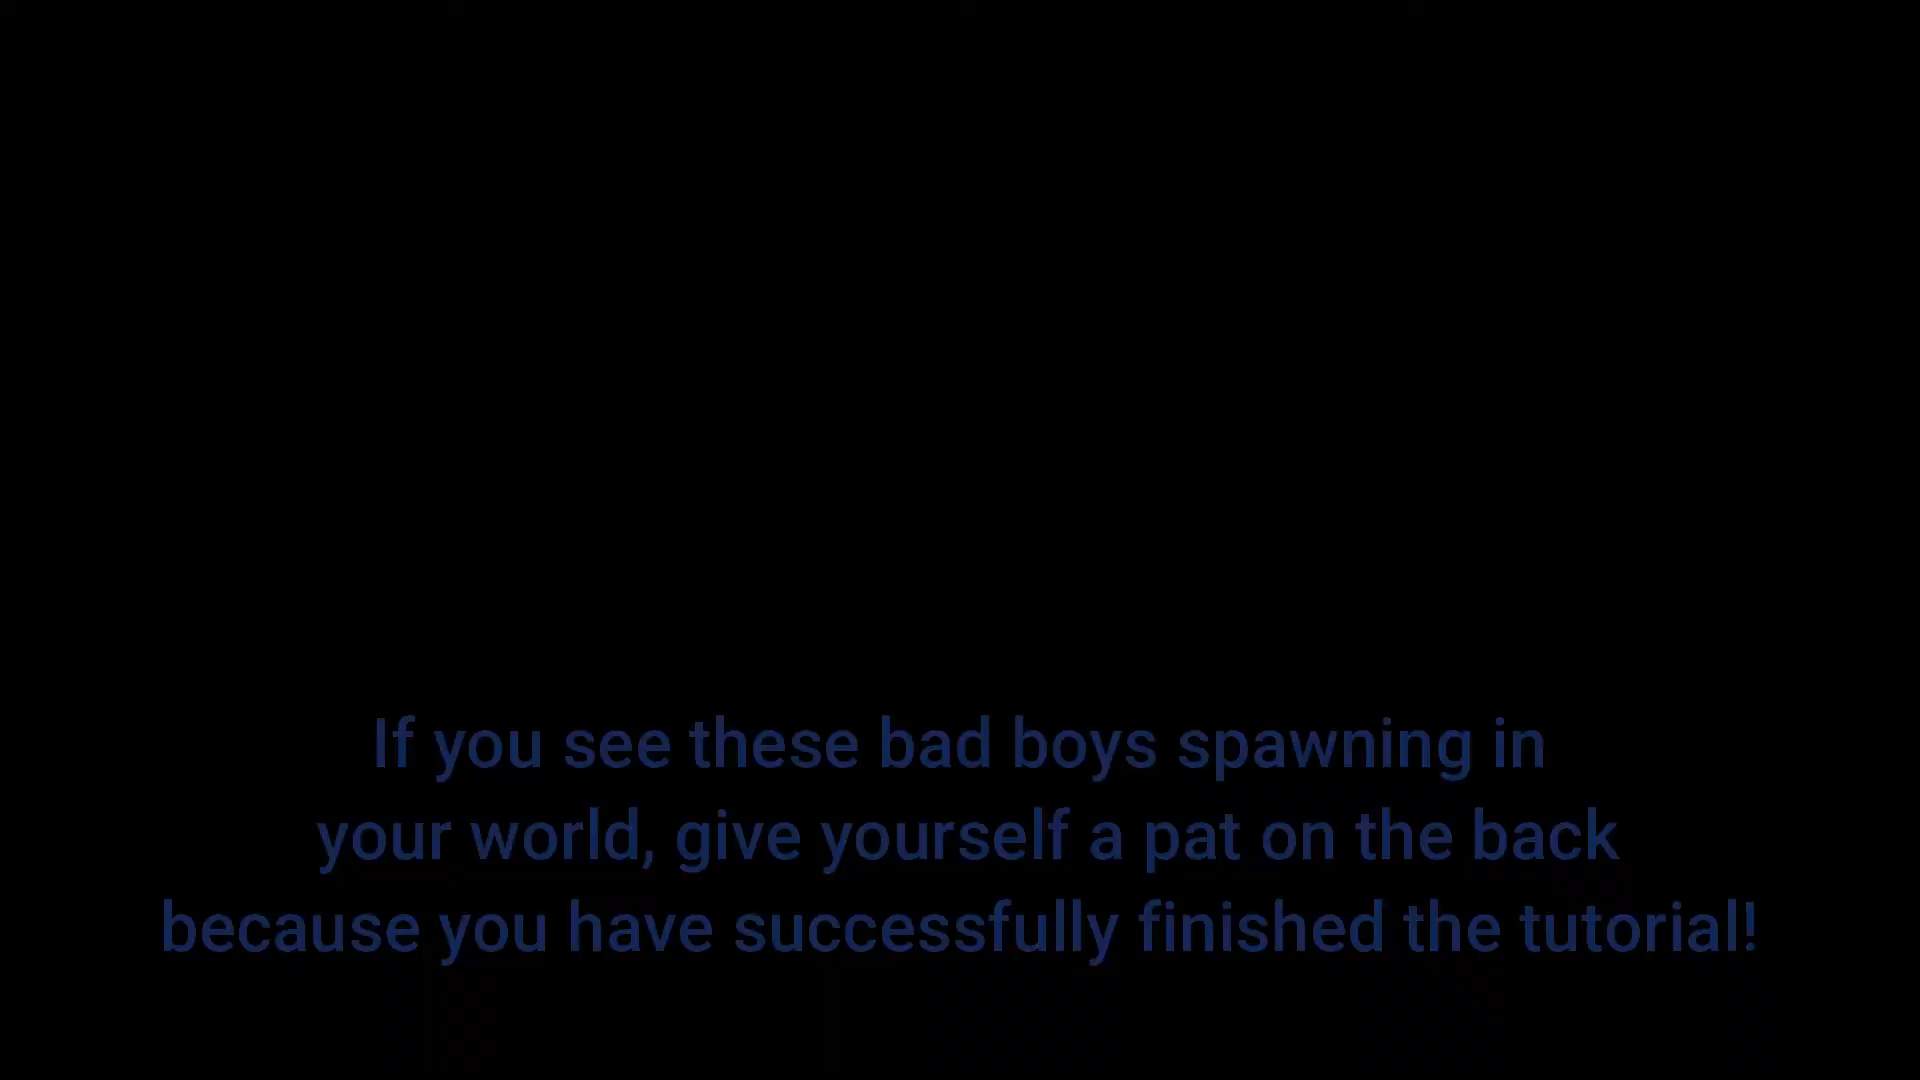 If you see these bad boys spawning in
your world, give yourself a pat on the back
because you have successfully finished the tutorial!